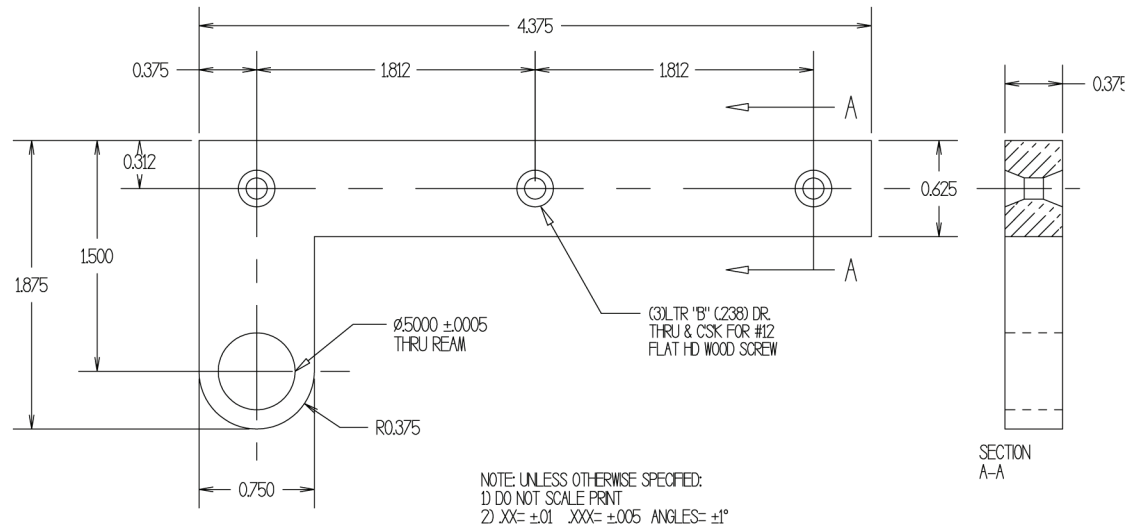 4.375
0.375
1.812
1.812
0.375
A
0.312
0.625
1.500
1.875
A
(3)LTR "B" (.238) DR.
THRU & C'S'K FOR #12
FLAT HD WOOD SCREW
Ø.5000 ±.0005
THRU REAM
R0.375
SECTION
A-A
0.750
NOTE: UNLESS OTHERWISE SPECIFIED:
1) DO NOT SCALE PRINT
2) .XX= ±.01 .XXX= ±.005 ANGLES= ±1°